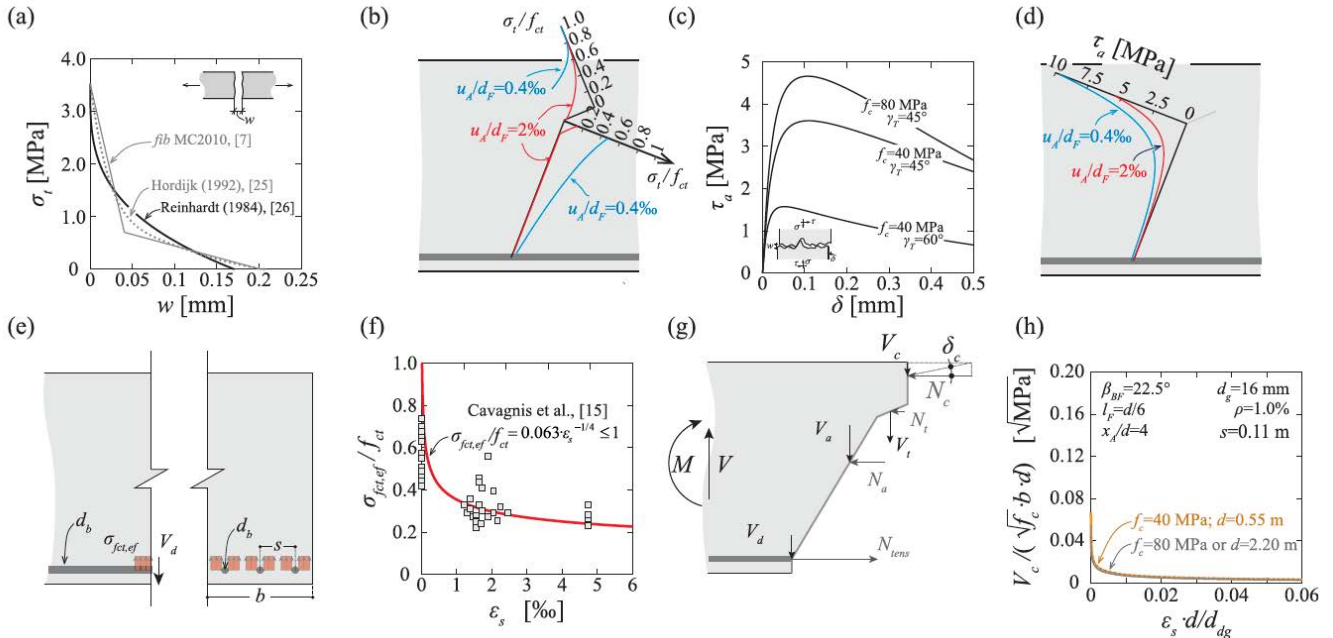 (a)
σt [MPa]
4.0
3.0
2.0
1.0
0
w
fib MC2010, [7]
Hordijk (1992), [25]
Reinhardt (1984), [26]
0 0.05 0.10 0.15 0.20 0.25
w [mm]
(b)
σt/fct
1.0
0.8
0.6
0.4
0.2
0
0.2
0.4
0.6
0.8
1
σt/fct
uA/dF=0.4‰
uA/dF=2‰
uA/dF=0.4‰
(c)
τa [MPa]
5
4
3
2
1
0
fc=80 MPa
γT=45°
fc=40 MPa
γT=45°
fc=40 MPa
γT=60°
σ τ
w
δ
τ σ
0 0.1 0.2 0.3 0.4 0.5
δ [mm]
(d)
τa [MPa]
10 7.5 5 2.5 0
uA/dF=0.4‰
uA/dF=2‰
(e)
db
σfct,ef
Vd
db
s
b
(f)
σfct,ef/fct
1.0
0.8
0.6
0.4
0.2
0
Cavagnis et al., [15]
σfct,ef/fct=0.063·εs-1/4 ≤1
0 1 2 3 4 5 6
εs [‰]
(g)
Vc
δc
Nc
Nt
Vt
Va
Na
M
V
Vd
Ntens
(h)
Vc/(√fc·b·d) [√MPa]
0.20
0.16
0.12
0.08
0.04
0
βBF=22.5° dg=16 mm
lF=d/6 ρ=1.0%
xA/d=4 s=0.11 m
fc=40 MPa; d=0.55 m
fc=80 MPa or d=2.20 m
0 0.02 0.04 0.06
εs·d/ddg